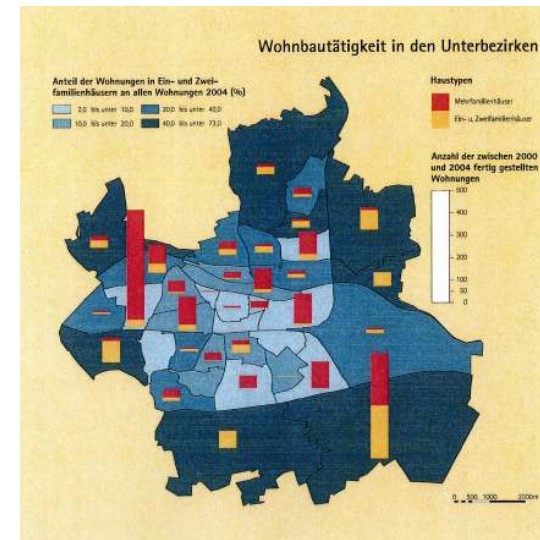 Wohnbautätigkeit in den Unterbezirken
Anteil der Wohnungen in Ein- und Zwei-
familienhäusern an allen Wohnungen 2004 (%)
2,0 bis unter 10,0
20,0 bis unter 40,0
10,0 bis unter 20,0
40,0 bis unter 73,0
Haustypen
Mehrfamilienhäuser
Ein- u. Zweifamilienhäuser
Anzahl der zwischen 2000
und 2004 fertig gestellten
Wohnungen
500
400
300
200
100
50
0
0 500 1000 2000m